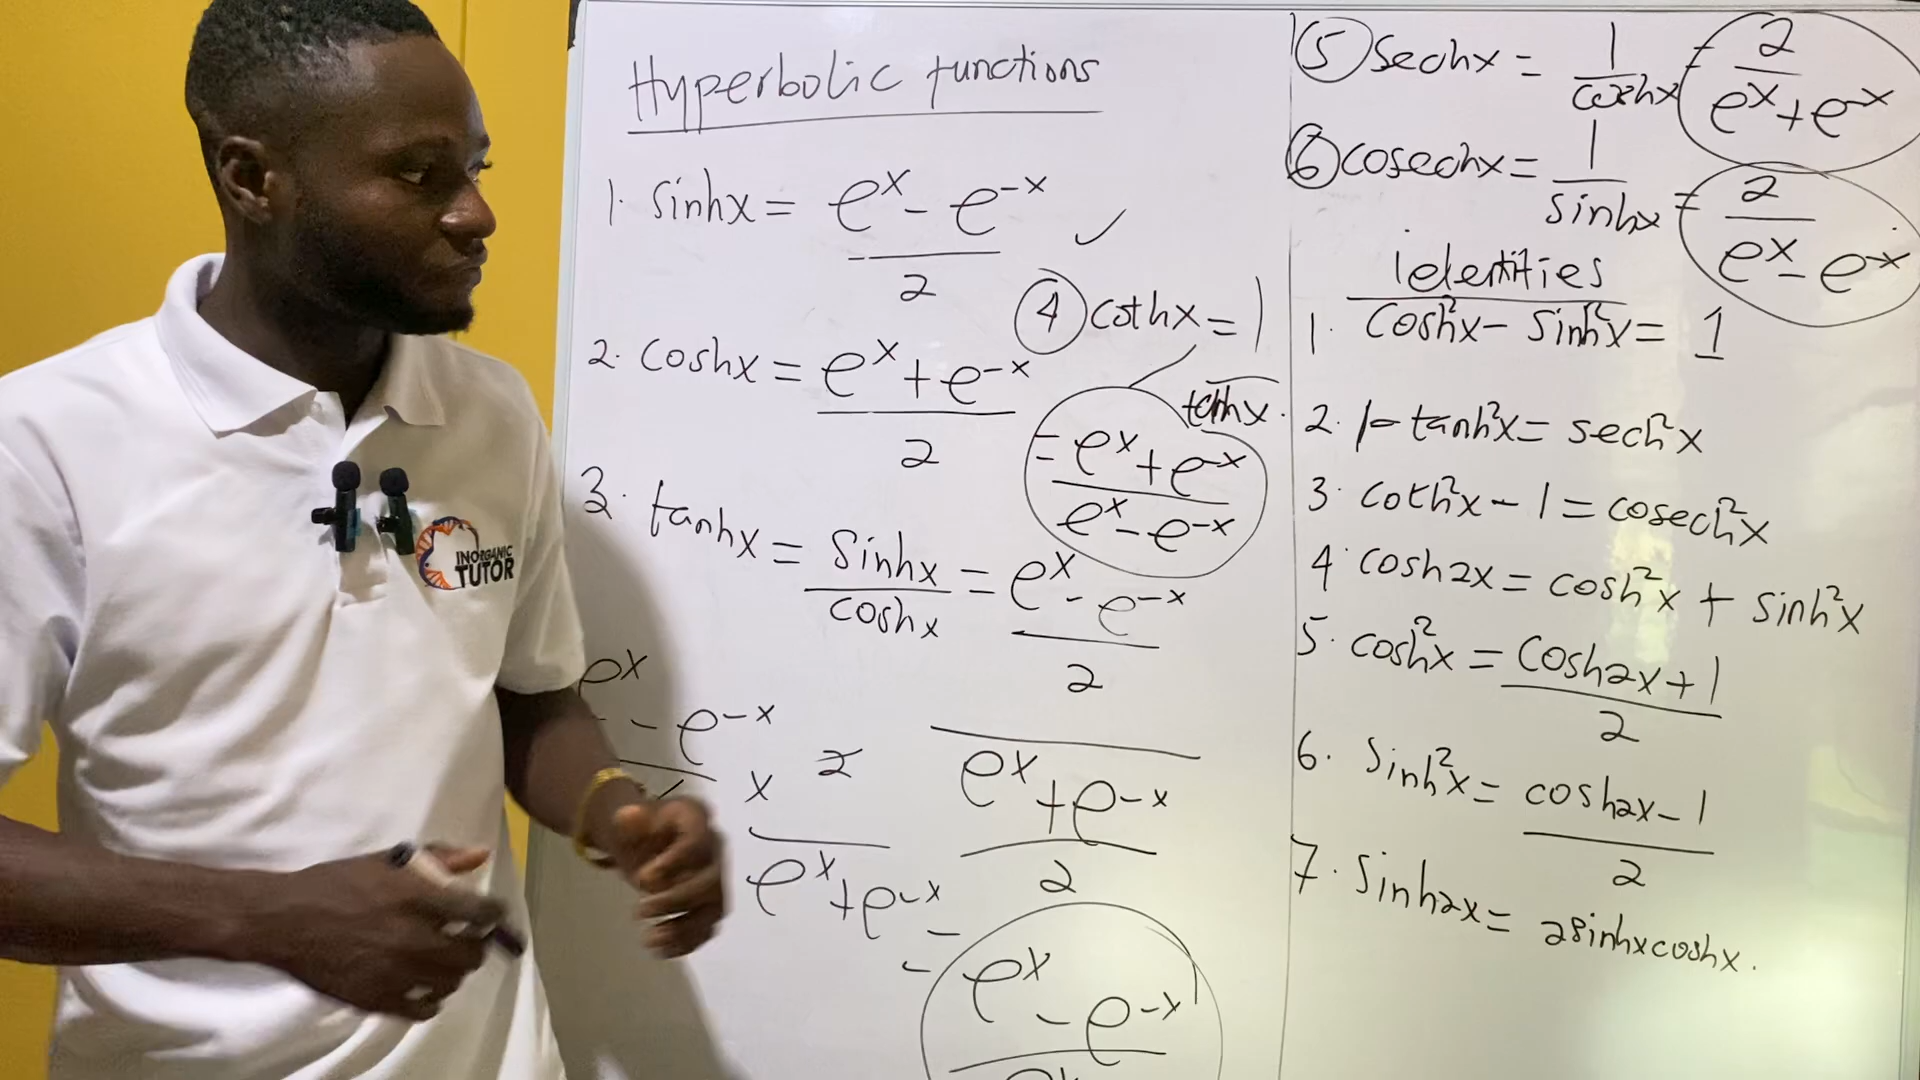 Hyperbolic functions
1. sinhx = e^x - e^-x / 2 ✓
2. coshx = e^x + e^-x / 2
3. tanhx = sinhx / coshx = e^x - e^-x / 2
e^x + e^-x / 2
e^x - e^-x
x 2 / e^x + e^-x
= e^x - e^-x
④ cothx = 1 / tanhx.
= e^x + e^-x / e^x - e^-x
⑤ sechx = 1 / coshx = 2 / e^x + e^-x
⑥ cosechx = 1 / sinhx = 2 / e^x - e^-x
identities
1. cosh²x - sinh²x = 1
2. 1 - tanh²x = sech²x
3. coth²x - 1 = cosech²x
4 cosh2x = cosh²x + sinh²x
5. cosh²x = cosh2x + 1 / 2
6. sinh²x = cosh2x - 1 / 2
7. sinh2x = 2sinhxcoshx.
INORGANIC
TUTOR